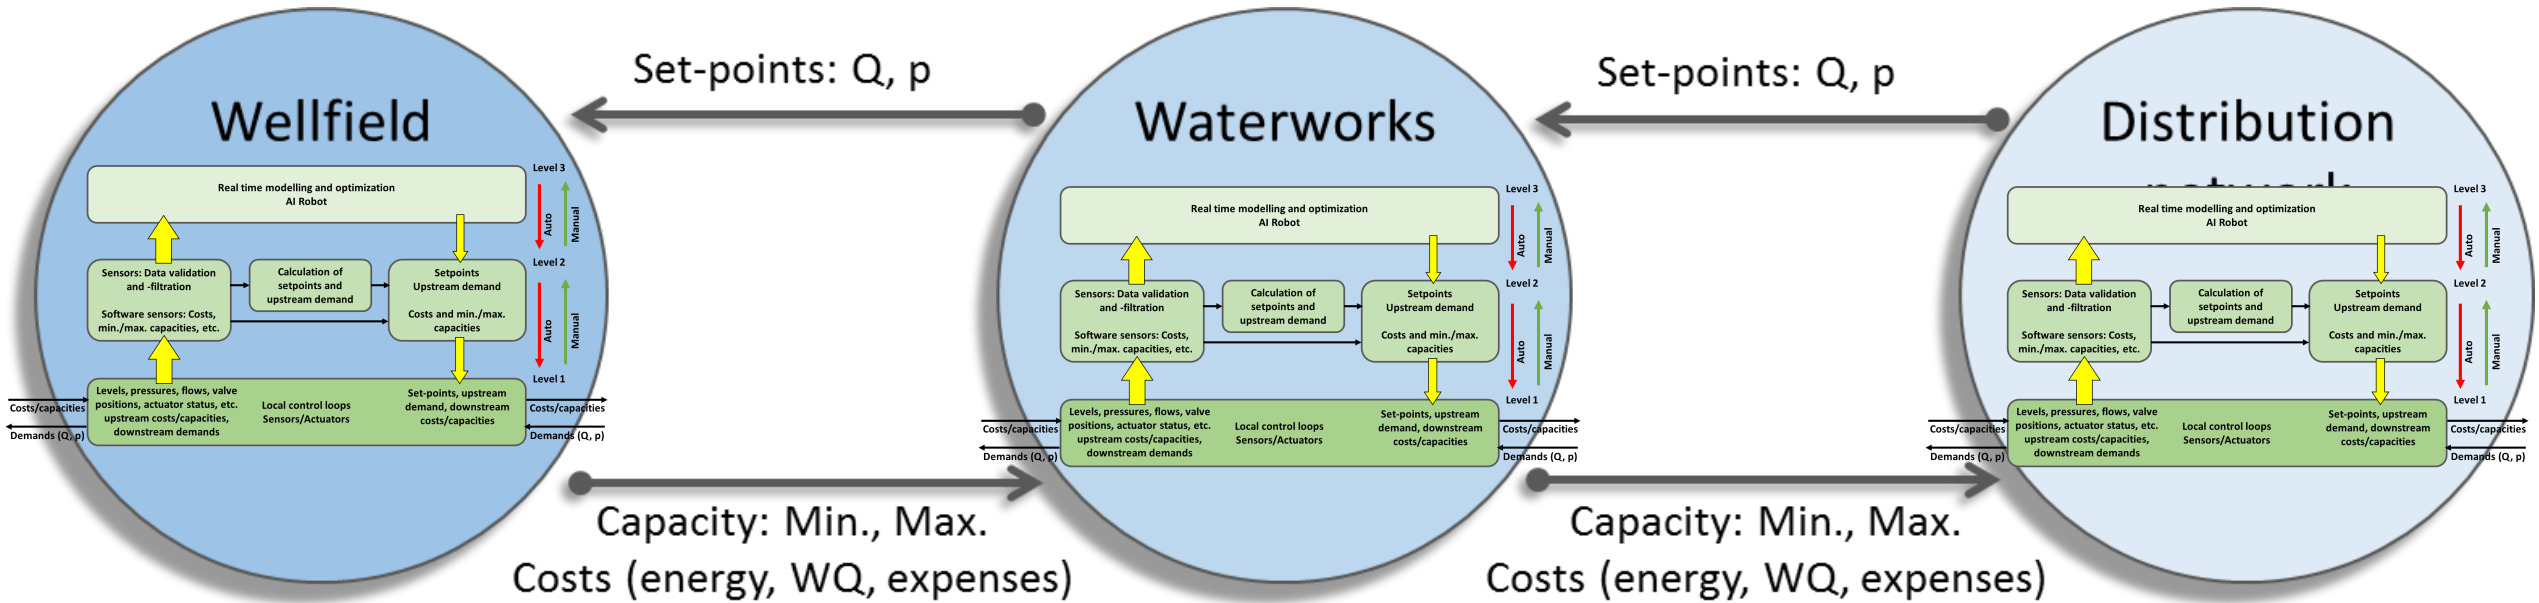 Set-points: Q, p
Set-points: Q, p
Wellfield
Level 3
Real time modelling and optimization
AI Robot
Auto
Manual
Sensors: Data validation
and -filtration
Software sensors: Costs,
min./max. capacities, etc.
Calculation of
setpoints and
upstream demand
Setpoints
Upstream demand
Costs and min./max.
capacities
Level 2
Auto
Manual
Level 1
Levels, pressures, flows, valve
positions, actuator status, etc.
upstream costs/capacities,
downstream demands
Local control loops
Sensors/Actuators
Set-points, upstream
demand, downstream
costs/capacities
Costs/capacities
Demands (Q, p)
Costs/capacities
Demands (Q, p)
Waterworks
Level 3
Real time modelling and optimization
AI Robot
Auto
Manual
Sensors: Data validation
and -filtration
Software sensors: Costs,
min./max. capacities, etc.
Calculation of
setpoints and
upstream demand
Setpoints
Upstream demand
Costs and min./max.
capacities
Level 2
Auto
Manual
Level 1
Levels, pressures, flows, valve
positions, actuator status, etc.
upstream costs/capacities,
downstream demands
Local control loops
Sensors/Actuators
Set-points, upstream
demand, downstream
costs/capacities
Costs/capacities
Demands (Q, p)
Costs/capacities
Demands (Q, p)
Distribution
network
Level 3
Real time modelling and optimization
AI Robot
Auto
Manual
Sensors: Data validation
and -filtration
Software sensors: Costs,
min./max. capacities, etc.
Calculation of
setpoints and
upstream demand
Setpoints
Upstream demand
Costs and min./max.
capacities
Level 2
Auto
Manual
Level 1
Levels, pressures, flows, valve
positions, actuator status, etc.
upstream costs/capacities,
downstream demands
Local control loops
Sensors/Actuators
Set-points, upstream
demand, downstream
costs/capacities
Costs/capacities
Demands (Q, p)
Costs/capacities
Demands (Q, p)
Capacity: Min., Max.
Costs (energy, WQ, expenses)
Capacity: Min., Max.
Costs (energy, WQ, expenses)